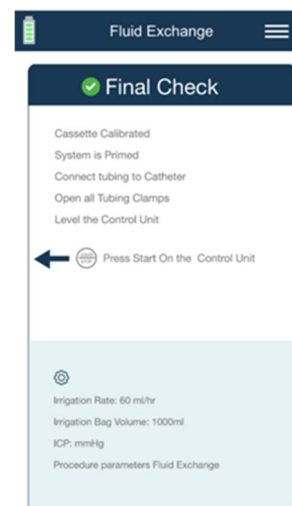 Fluid Exchange
Final Check
Cassette Calibrated
System is Primed
Connect tubing to Catheter
Open all Tubing Clamps
Level the Control Unit
Press Start On the Control Unit
Irrigation Rate: 60 ml/hr
Irrigation Bag Volume: 1000ml
ICP: mmHg
Procedure parameters Fluid Exchange